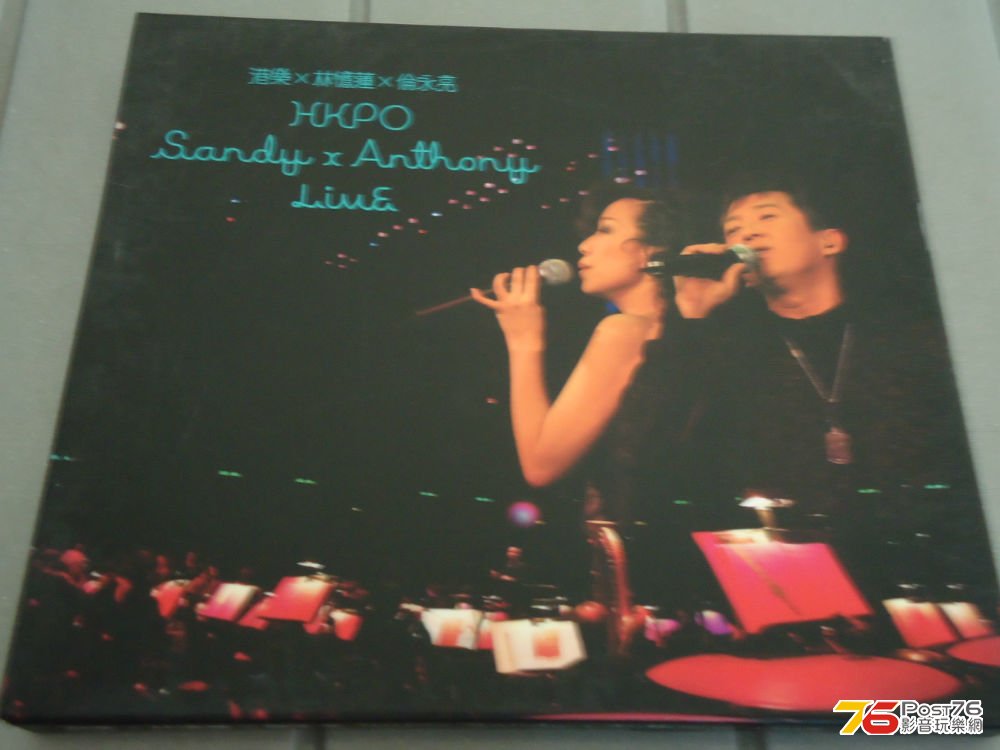 港樂×林憶蓮×倫永亮
HKPO
Sandy x Anthony
Live
76 Post76
影音玩樂網